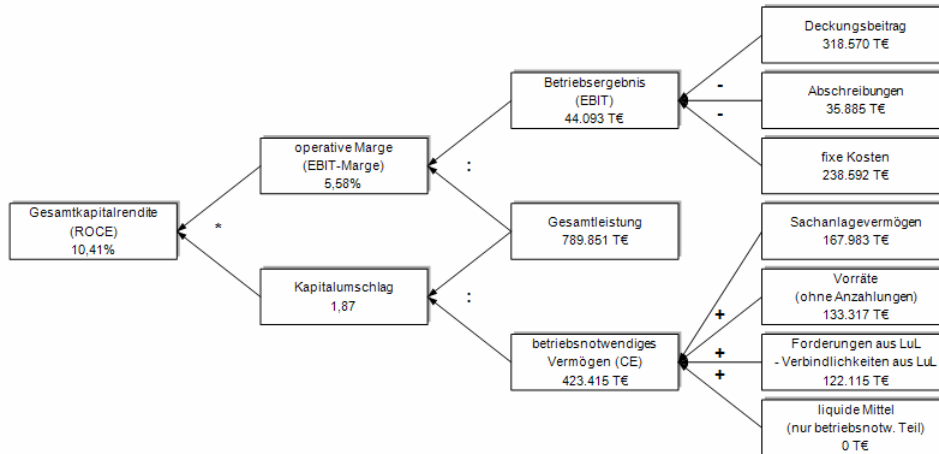 Deckungsbeitrag
318.570 T€
-
Abschreibungen
35.885 T€
-
fixe Kosten
238.592 T€
Betriebsergebnis
(EBIT)
44.093 T€
operative Marge
(EBIT-Marge)
5,58%
:
Gesamtkapitalrendite
(ROCE)
10,41%
*
Gesamtleistung
789.851 T€
Kapitalumschlag
1,87
:
betriebsnotwendiges
Vermögen (CE)
423.415 T€
Sachanlagevermögen
167.983 T€
+
Vorräte
(ohne Anzahlungen)
133.317 T€
+
Forderungen aus LuL
- Verbindlichkeiten aus LuL
122.115 T€
+
liquide Mittel
(nur betriebsnotw. Teil)
0 T€